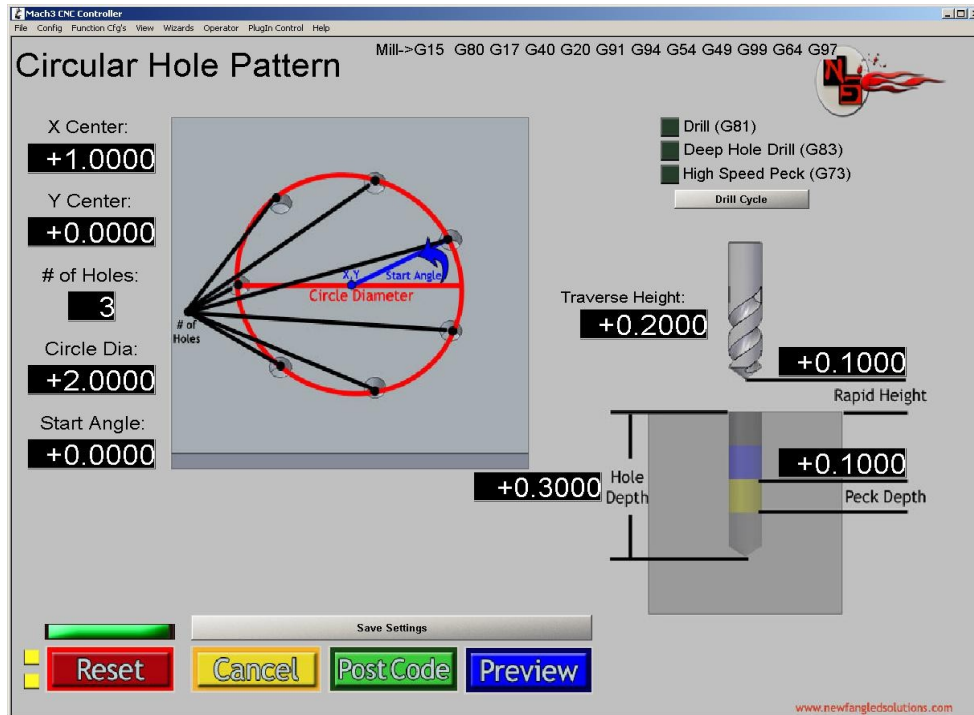 Mach3 CNC Controller
File Config Function Cfg's View Wizards Operator PlugIn Control Help
Mill->G15 G80 G17 G40 G20 G91 G94 G54 G49 G99 G64 G97
Circular Hole Pattern
NS
X Center:
+1.0000
Y Center:
+0.0000
# of Holes:
3
Circle Dia:
+2.0000
Start Angle:
+0.0000
X,Y
Start Angle
Circle Diameter
# of
Holes
Drill (G81)
Deep Hole Drill (G83)
High Speed Peck (G73)
Drill Cycle
Traverse Height:
+0.2000
+0.1000
Rapid Height
+0.3000
Hole
Depth
+0.1000
Peck Depth
Save Settings
Reset
Cancel
Post Code
Preview
www.newfangledsolutions.com